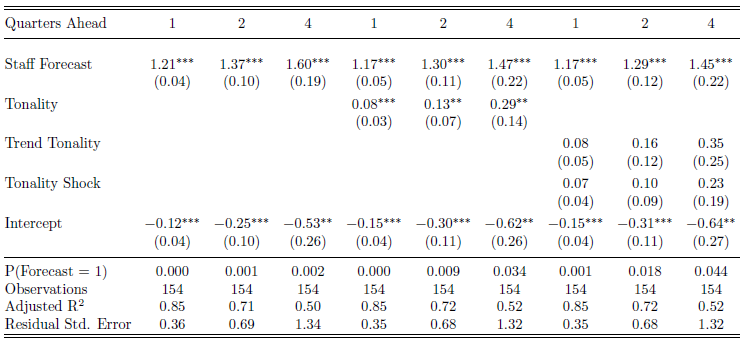 Quarters Ahead 1 2 4 1 2 4 1 2 4
Staff Forecast 1.21*** 1.37*** 1.60*** 1.17*** 1.30*** 1.47*** 1.17*** 1.29*** 1.45***
(0.04) (0.10) (0.19) (0.05) (0.11) (0.22) (0.05) (0.12) (0.22)
Tonality 0.08*** 0.13** 0.29**
(0.03) (0.07) (0.14)
Trend Tonality 0.08 0.16 0.35
(0.05) (0.12) (0.25)
Tonality Shock 0.07 0.10 0.23
(0.04) (0.09) (0.19)
Intercept −0.12*** −0.25*** −0.53** −0.15*** −0.30*** −0.62** −0.15*** −0.31*** −0.64**
(0.04) (0.10) (0.26) (0.04) (0.11) (0.26) (0.04) (0.11) (0.27)
P(Forecast = 1) 0.000 0.001 0.002 0.000 0.009 0.034 0.001 0.018 0.044
Observations 154 154 154 154 154 154 154 154 154
Adjusted R² 0.85 0.71 0.50 0.85 0.72 0.52 0.85 0.72 0.52
Residual Std. Error 0.36 0.69 1.34 0.35 0.68 1.32 0.35 0.68 1.32